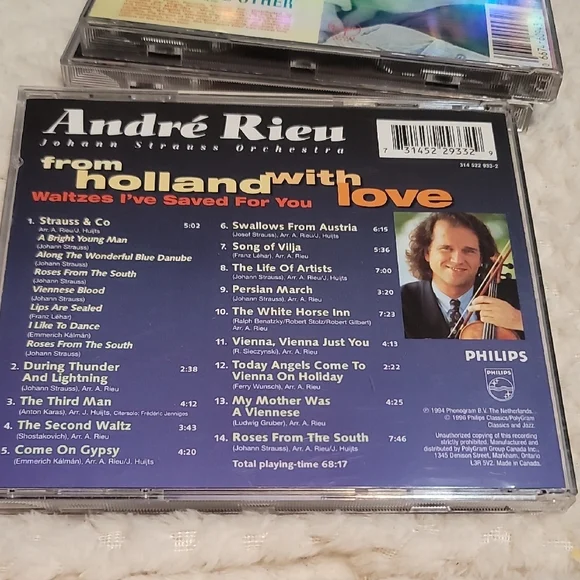 & OTHER
André Rieu
Johann Strauss Orchestra
from holland with love
Waltzes I've Saved For You
7 31452 29332 9
314 522 933-2
1. Strauss & Co 5:02
Arr. A. Rieu/J. Huijts
A Bright Young Man
(Johann Strauss)
Along The Wonderful Blue Danube
(Johann Strauss)
Roses From The South
(Johann Strauss)
Viennese Blood
(Johann Strauss)
Lips Are Sealed
(Franz Léhar)
I Like To Dance
(Emmerich Kálmán)
Roses From The South
(Johann Strauss)
2. During Thunder
And Lightning 2:38
(Johann Strauss), Arr. A. Rieu
3. The Third Man 4:10
(Anton Karas), Arr. J. Huijts, Citersolo: Frédéric Jenniges
4. The Second Waltz 3:43
(Shostakovich), Arr. A. Rieu
5. Come On Gypsy 4:20
(Emmerich Kálmán), Arr. A. Rieu/J. Huijts
6. Swallows From Austria 6:15
(Josef Strauss), Arr. A. Rieu/J. Huijts
7. Song of Vilja 5:36
(Franz Léhar), Arr. A. Rieu
8. The Life Of Artists 7:00
(Johann Strauss), Arr. A. Rieu/J. Huijts
9. Persian March 3:20
(Johann Strauss), Arr. A. Rieu
10. The White Horse Inn 7:23
(Ralph Benatzky/Robert Stolz/Robert Gilbert)
Arr. A. Rieu
11. Vienna, Vienna Just You 4:13
(R. Sieczynski), Arr. A. Rieu
12. Today Angels Come To 2:22
Vienna On Holiday
(Ferry Wunsch), Arr. A. Rieu
13. My Mother Was 4:25
A Viennese
(Ludwig Gruber), Arr. A. Rieu
14. Roses From The South 7:46
(Johann Strauss), Arr. A. Rieu/J. Huijts
Total playing-time 68:17
PHILIPS
PHILIPS
℗ 1994 Phonogram B.V. The Netherlands.
© 1999 Philips Classics/PolyGram
Classics and Jazz.
Unauthorized copying of this recording
strictly prohibited. Manufactured and
distributed by PolyGram Group Canada Inc.,
1345 Denison Street, Markham, Ontario
L3R 5V2. Made in Canada.